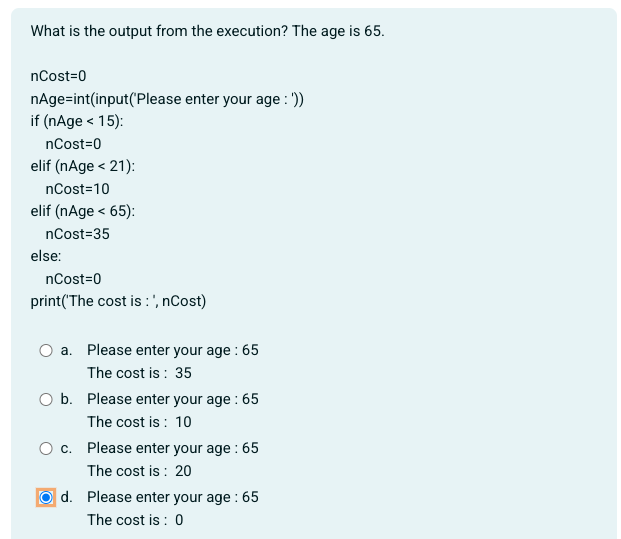 What is the output from the execution? The age is 65.
nCost=0
nAge=int(input('Please enter your age : '))
if (nAge < 15):
nCost=0
elif (nAge < 21):
nCost=10
elif (nAge < 65):
nCost=35
else:
nCost=0
print('The cost is : ', nCost)
a. Please enter your age : 65
The cost is :  35
b. Please enter your age : 65
The cost is :  10
c. Please enter your age : 65
The cost is :  20
d. Please enter your age : 65
The cost is :  0